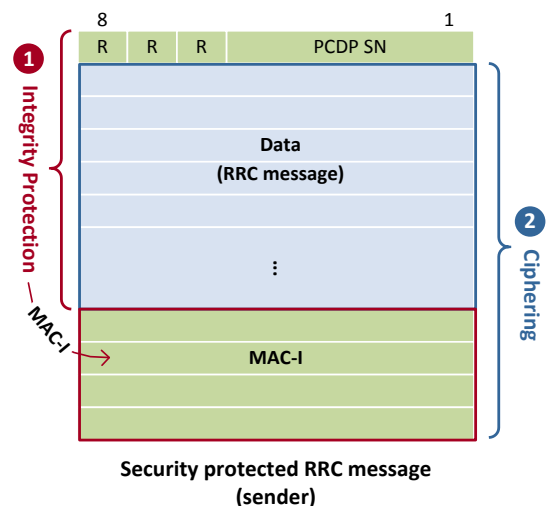 8 1
R R R PCDP SN
1 Integrity Protection
Data
(RRC message)
⋮
2 Ciphering
MAC-I
MAC-I
Security protected RRC message
(sender)